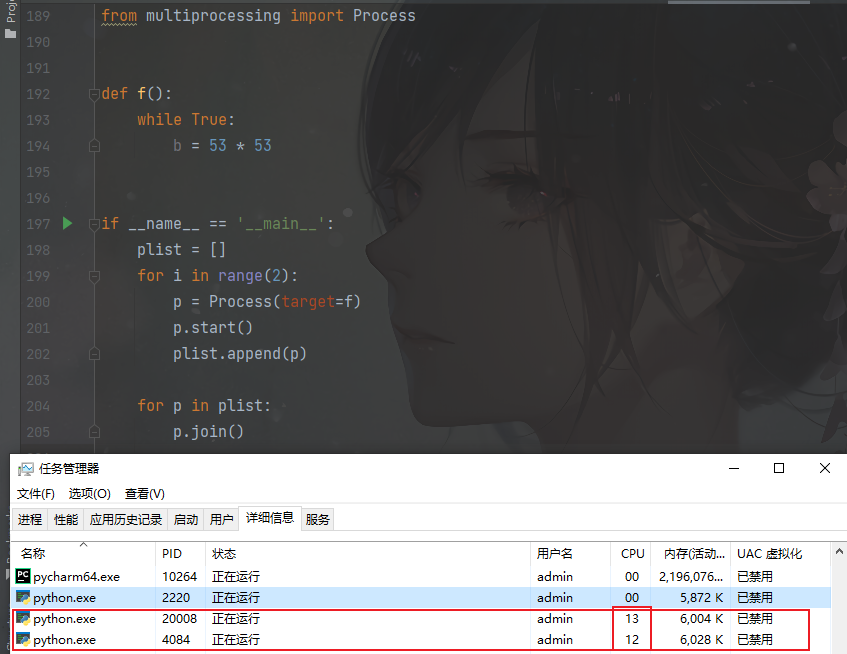 Proj
189 from multiprocessing import Process
190
191
192 def f():
193 while True:
194 b = 53 * 53
195
196
197 if __name__ == '__main__':
198 plist = []
199 for i in range(2):
200 p = Process(target=f)
201 p.start()
202 plist.append(p)
203
204 for p in plist:
205 p.join()
任务管理器
文件(F) 选项(O) 查看(V)
进程 性能 应用历史记录 启动 用户 详细信息 服务
名称 PID 状态 用户名 CPU 内存(活动... UAC 虚拟化
PC pycharm64.exe 10264 正在运行 admin 00 2,196,076... 已禁用
python.exe 2220 正在运行 admin 00 5,872 K 已禁用
python.exe 20008 正在运行 admin 13 6,004 K 已禁用
python.exe 4084 正在运行 admin 12 6,028 K 已禁用